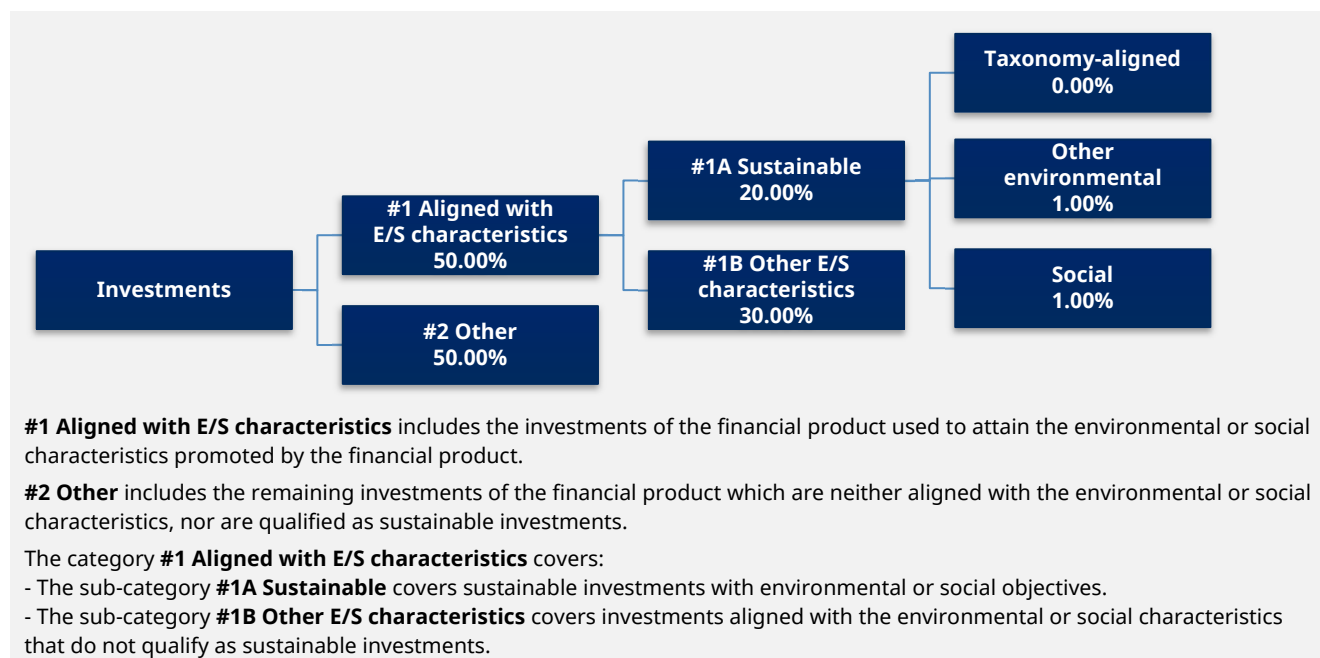 Investments
#1 Aligned with
E/S characteristics
50.00%
#2 Other
50.00%
#1A Sustainable
20.00%
#1B Other E/S
characteristics
30.00%
Taxonomy-aligned
0.00%
Other
environmental
1.00%
Social
1.00%
#1 Aligned with E/S characteristics includes the investments of the financial product used to attain the environmental or social
characteristics promoted by the financial product.
#2 Other includes the remaining investments of the financial product which are neither aligned with the environmental or social
characteristics, nor are qualified as sustainable investments.
The category #1 Aligned with E/S characteristics covers:
- The sub-category #1A Sustainable covers sustainable investments with environmental or social objectives.
- The sub-category #1B Other E/S characteristics covers investments aligned with the environmental or social characteristics
that do not qualify as sustainable investments.